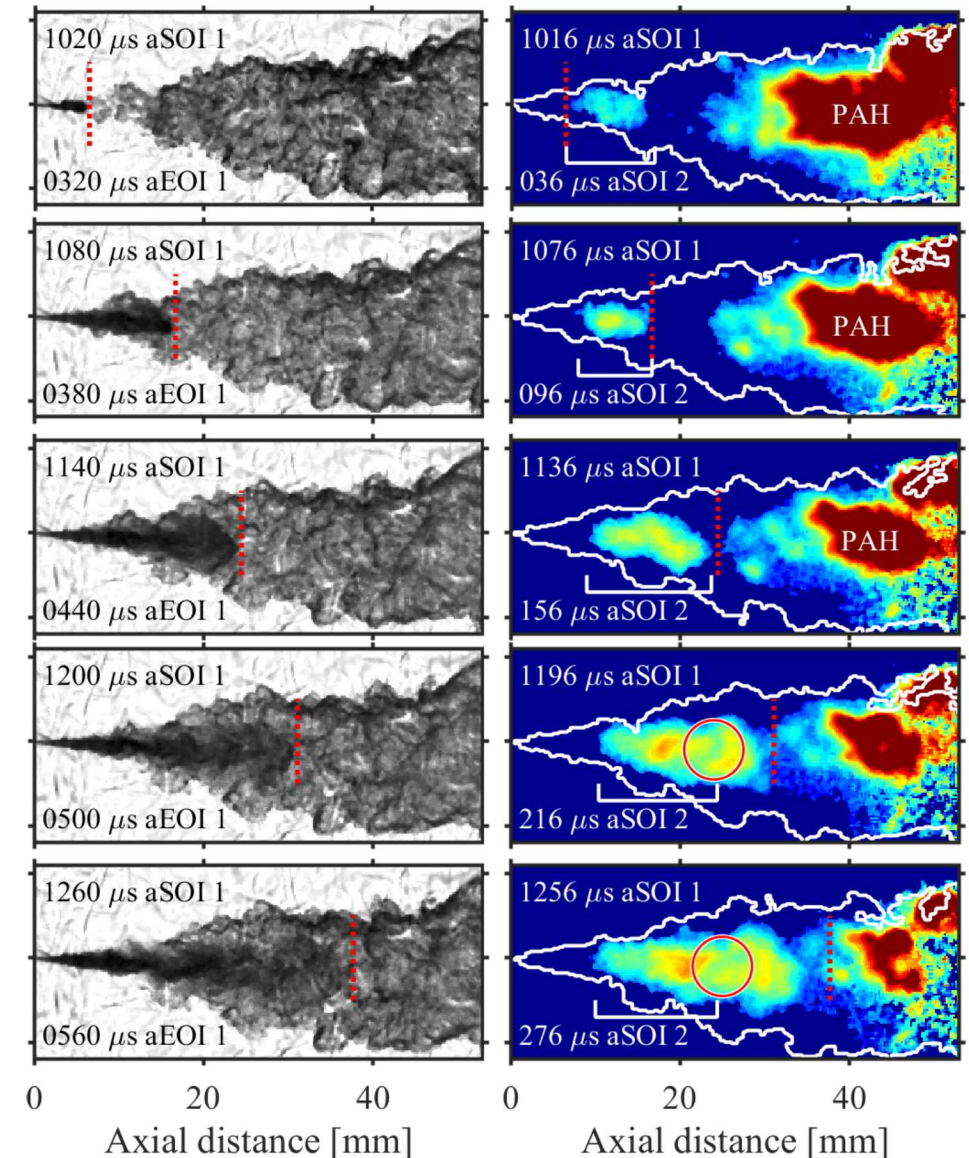 1020 μs aSOI 1
0320 μs aEOI 1
1016 μs aSOI 1
PAH
036 μs aSOI 2
1080 μs aSOI 1
0380 μs aEOI 1
1076 μs aSOI 1
PAH
096 μs aSOI 2
1140 μs aSOI 1
0440 μs aEOI 1
1136 μs aSOI 1
PAH
156 μs aSOI 2
1200 μs aSOI 1
0500 μs aEOI 1
1196 μs aSOI 1
216 μs aSOI 2
1260 μs aSOI 1
0560 μs aEOI 1
1256 μs aSOI 1
276 μs aSOI 2
0 20 40
Axial distance [mm]
0 20 40
Axial distance [mm]